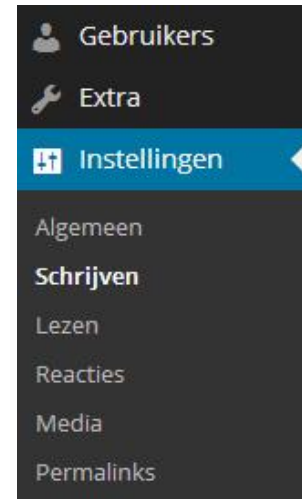 Gebruikers
Extra
Instellingen
Algemeen
Schrijven
Lezen
Reacties
Media
Permalinks